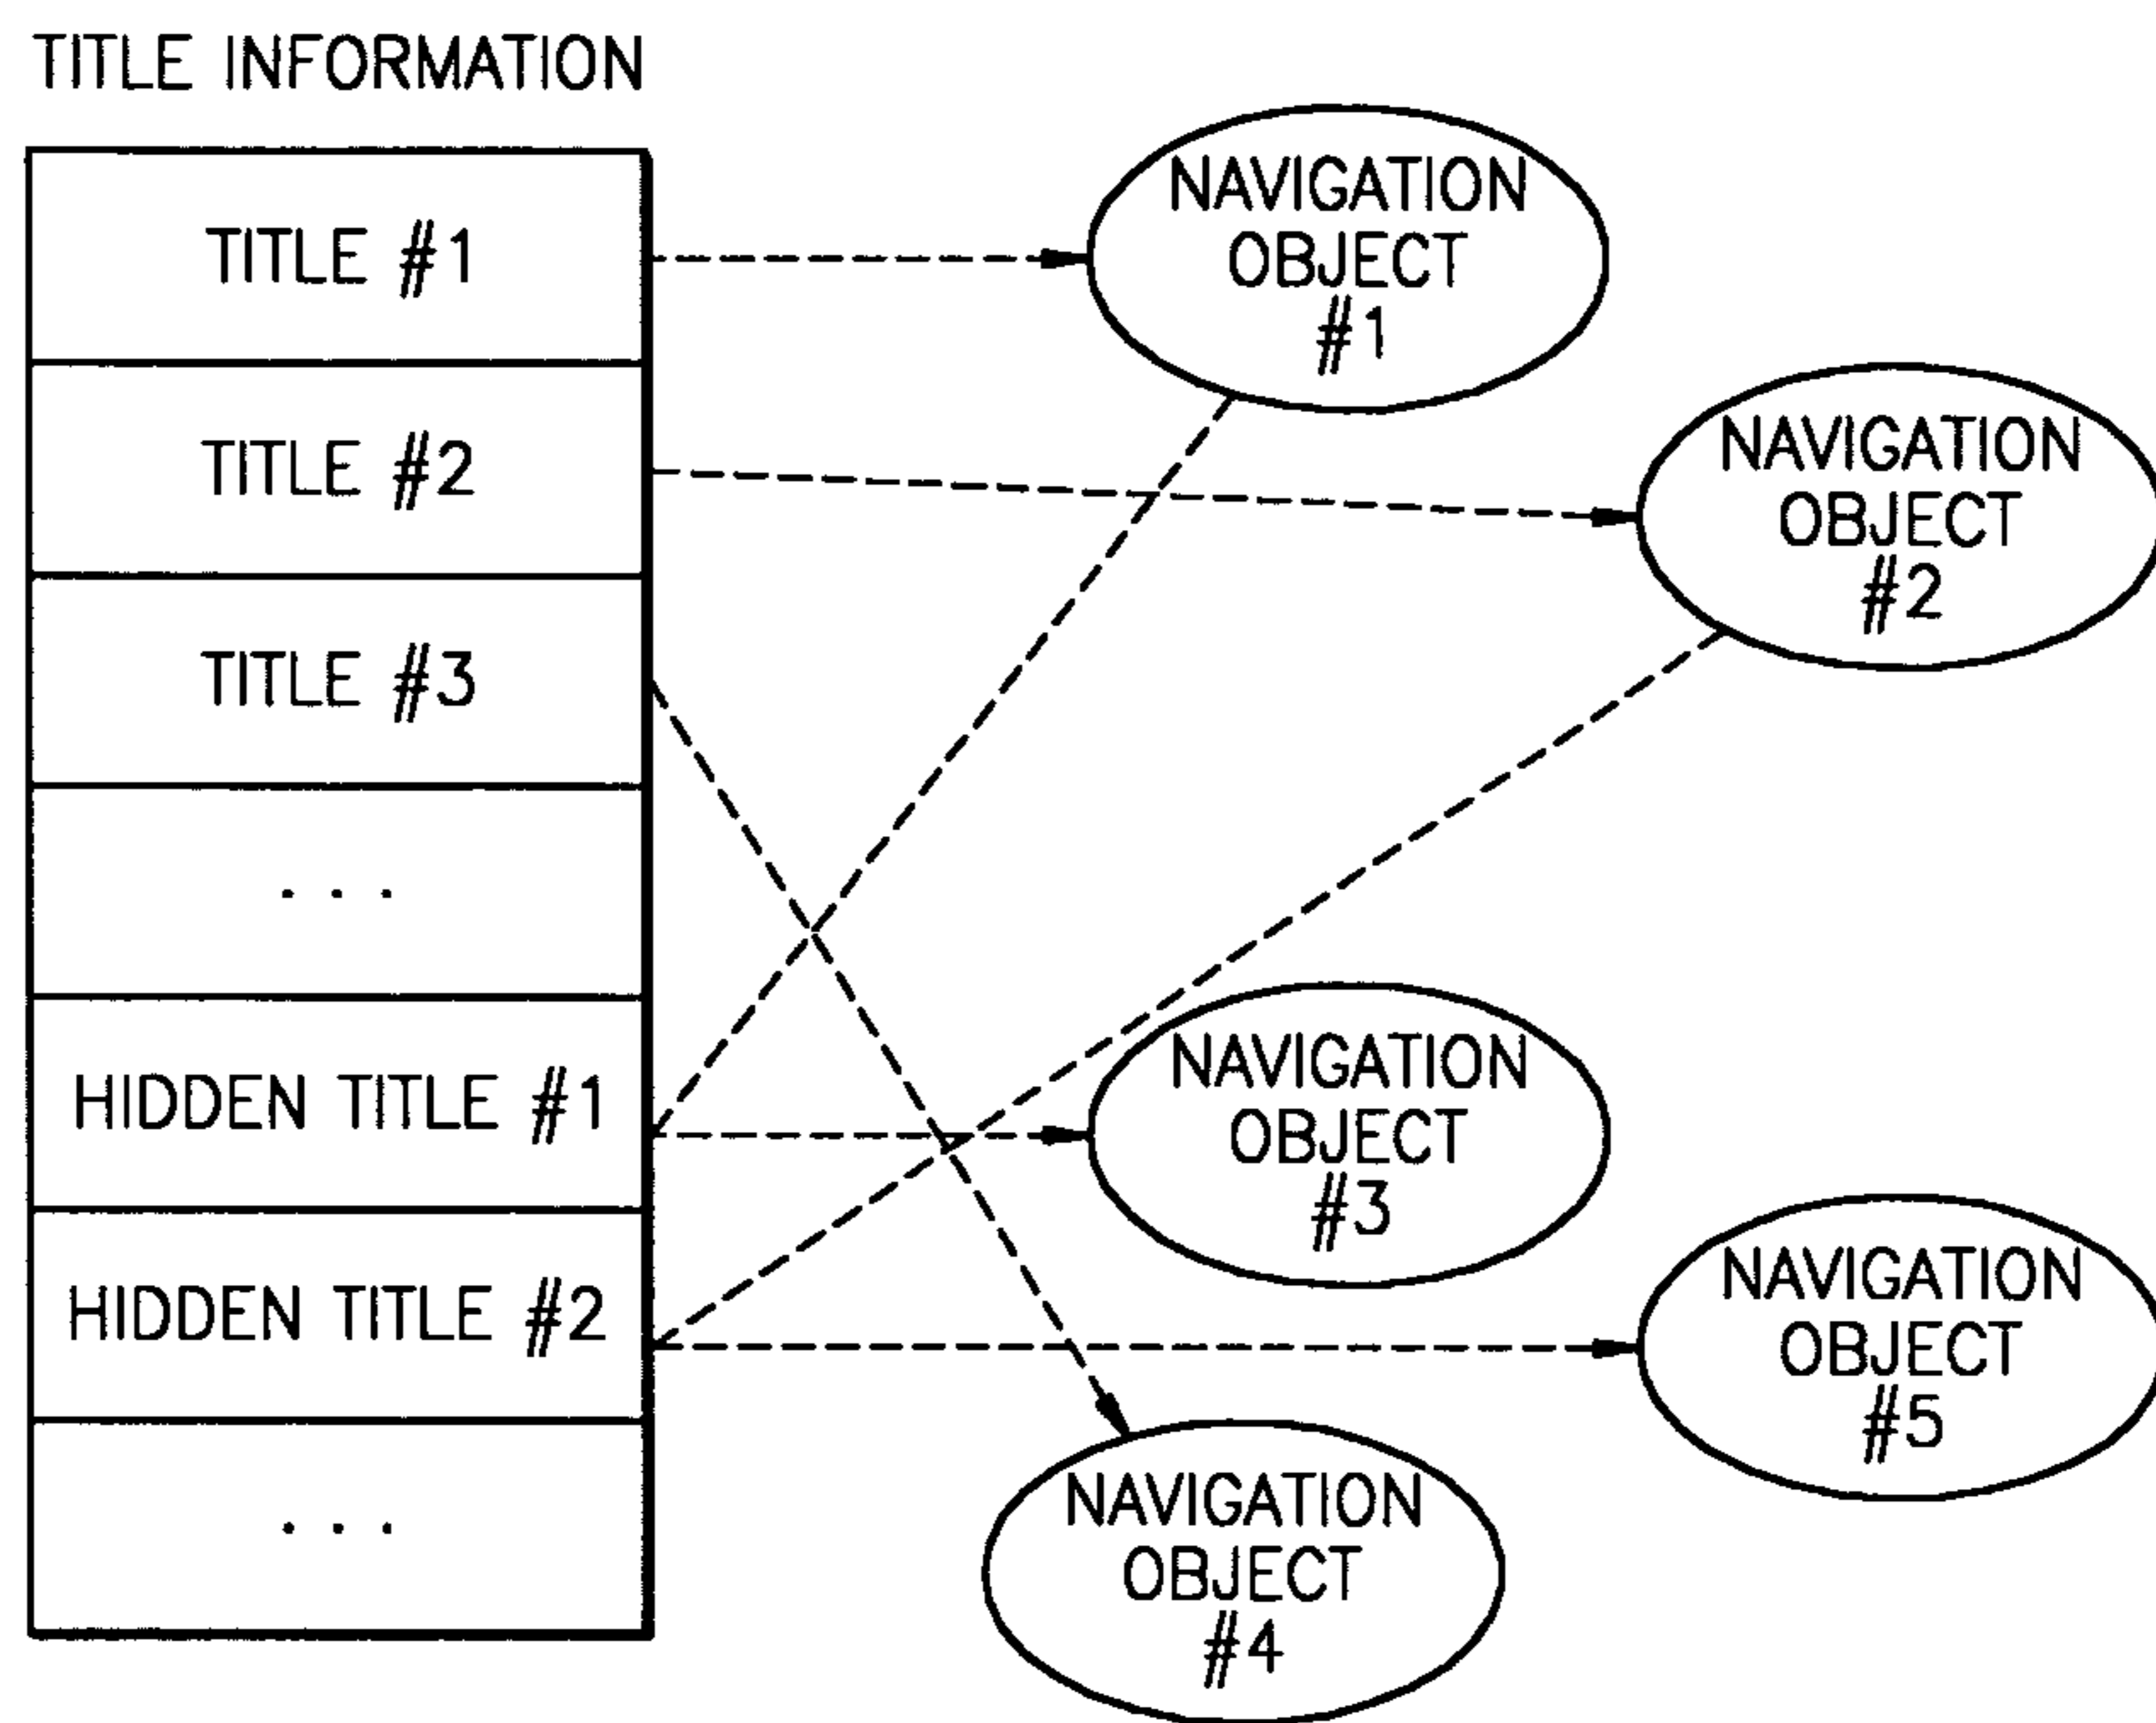 TITLE INFORMATION
TITLE #1
TITLE #2
TITLE #3
. . .
HIDDEN TITLE #1
HIDDEN TITLE #2
. . .
NAVIGATION
OBJECT
#1
NAVIGATION
OBJECT
#2
NAVIGATION
OBJECT
#3
NAVIGATION
OBJECT
#5
NAVIGATION
OBJECT
#4